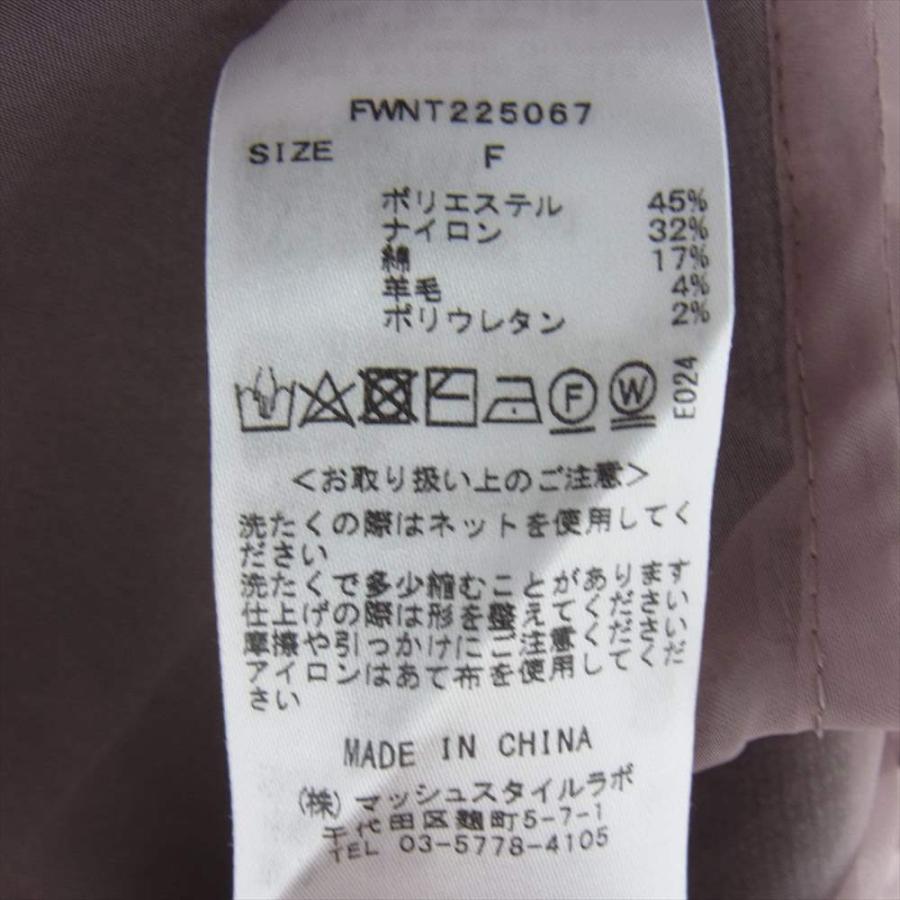 FWNT225067
SIZE F
ポリエステル 45%
ナイロン 32%
綿 17%
羊毛 4%
ポリウレタン 2%
F W E024
<お取り扱い上のご注意>
洗たくの際はネットを使用してく
ださい
洗たくで多少縮むことがあります
仕上げの際は形を整えてください
摩擦や引っかけにご注意ください
アイロンはあて布を使用してくだ
さい
MADE IN CHINA
(株)マッシュスタイルラボ
千代田区麹町5-7-1
TEL 03-5778-4105